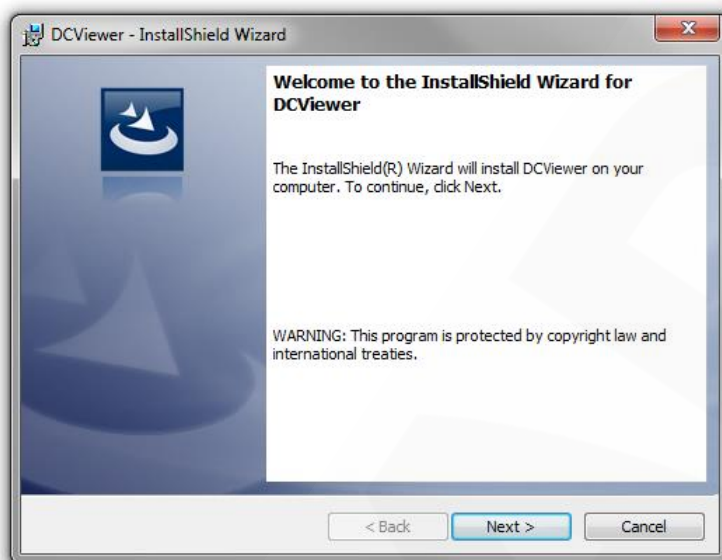 DCViewer - InstallShield Wizard
Welcome to the InstallShield Wizard for
DCViewer
The InstallShield(R) Wizard will install DCViewer on your
computer. To continue, click Next.
WARNING: This program is protected by copyright law and
international treaties.
< Back
Next >
Cancel